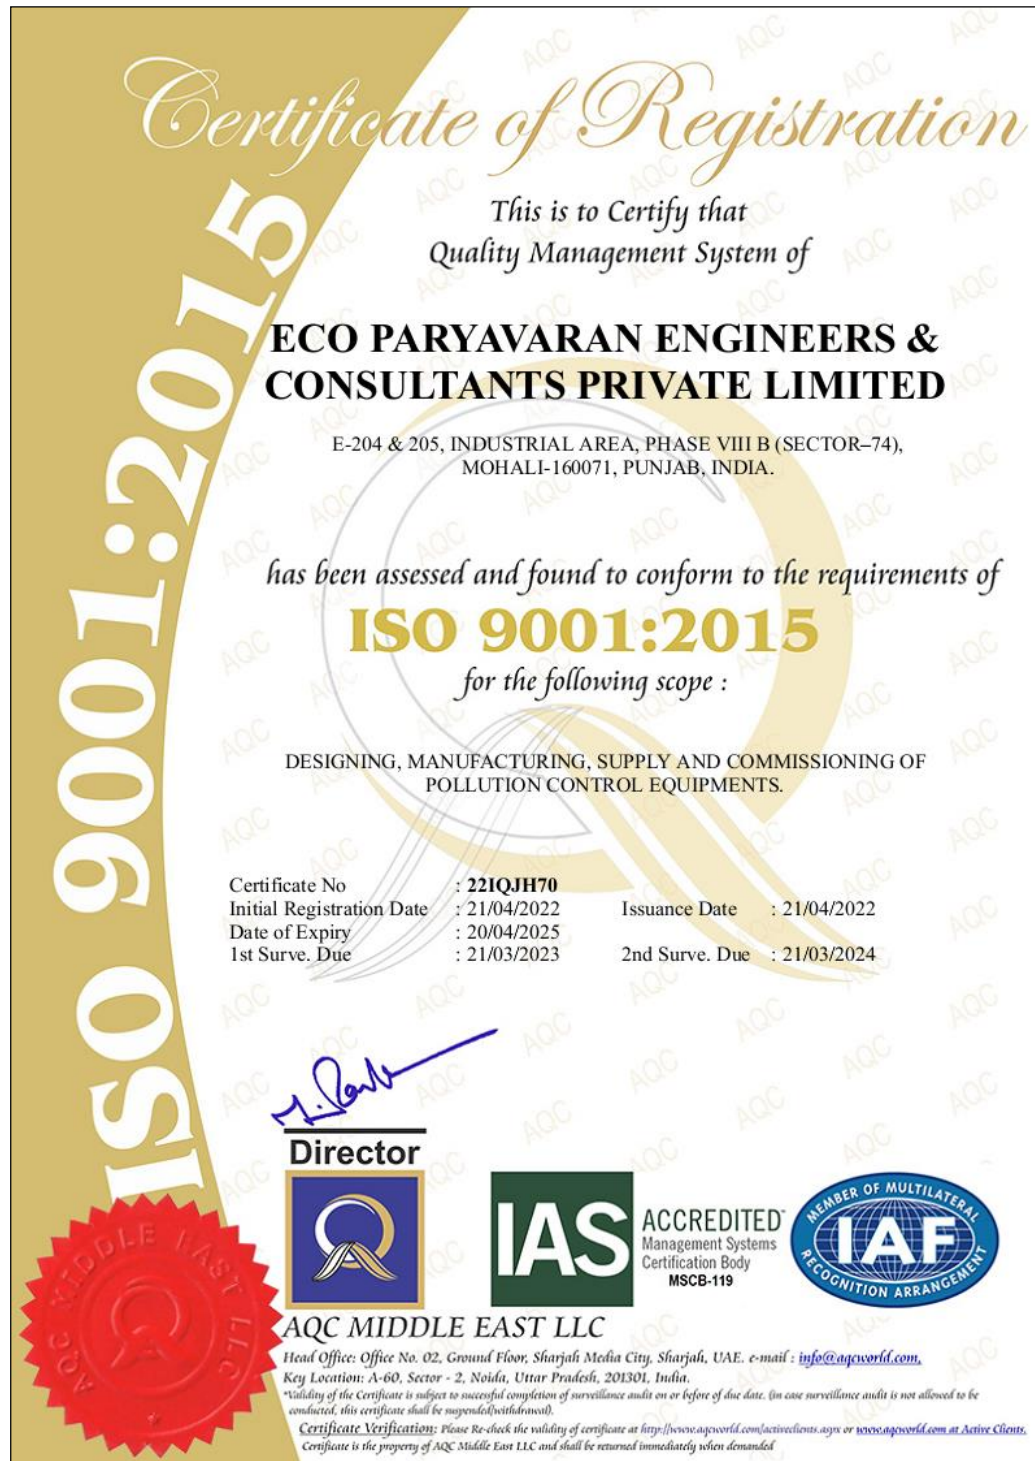 Certificate of Registration
This is to Certify that
Quality Management System of
ECO PARYAVARAN ENGINEERS &
CONSULTANTS PRIVATE LIMITED
E-204 & 205, INDUSTRIAL AREA, PHASE VIII B (SECTOR–74),
MOHALI-160071, PUNJAB, INDIA.
has been assessed and found to conform to the requirements of
ISO 9001:2015
for the following scope :
DESIGNING, MANUFACTURING, SUPPLY AND COMMISSIONING OF
POLLUTION CONTROL EQUIPMENTS.
Certificate No : 22IQJH70
Initial Registration Date : 21/04/2022 Issuance Date : 21/04/2022
Date of Expiry : 20/04/2025
1st Surve. Due : 21/03/2023 2nd Surve. Due : 21/03/2024
Director
ISO 9001:2015
AQC MIDDLE EAST LLC
IAS
ACCREDITED
Management Systems
Certification Body
MSCB-119
MEMBER OF MULTILATERAL
IAF
RECOGNITION ARRANGEMENT
AQC MIDDLE EAST LLC
Head Office: Office No. 02, Ground Floor, Sharjah Media City, Sharjah, UAE. e-mail : info@aqcworld.com,
Key Location: A-60, Sector - 2, Noida, Uttar Pradesh, 201301, India.
*Validity of the Certificate is subject to successful completion of surveillance audit on or before of due date. (in case surveillance audit is not allowed to be
conducted, this certificate shall be suspended/withdrawal).
Certificate Verification: Please Re-check the validity of certificate at http://www.aqcworld.com/activeclients.aspx or www.aqcworld.com at Active Clients.
Certificate is the property of AQC Middle East LLC and shall be returned immediately when demanded